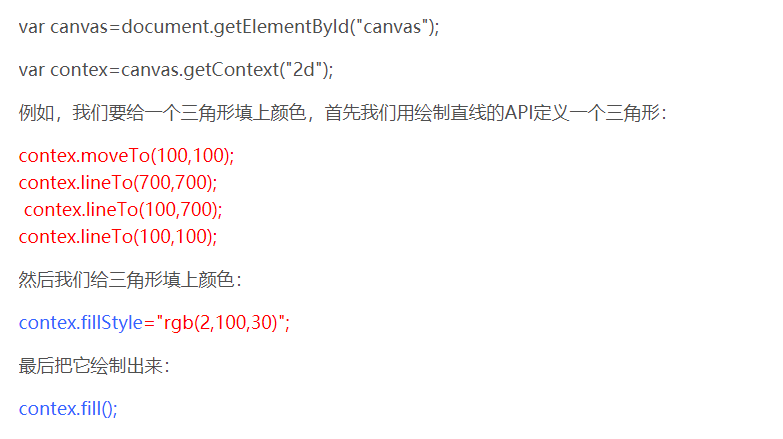 var canvas=document.getElementById("canvas");
var contex=canvas.getContext("2d");
例如，我们要给一个三角形填上颜色，首先我们用绘制直线的API定义一个三角形：
contex.moveTo(100,100);
contex.lineTo(700,700);
contex.lineTo(100,700);
contex.lineTo(100,100);
然后我们给三角形填上颜色：
contex.fillStyle="rgb(2,100,30)";
最后把它绘制出来：
contex.fill();